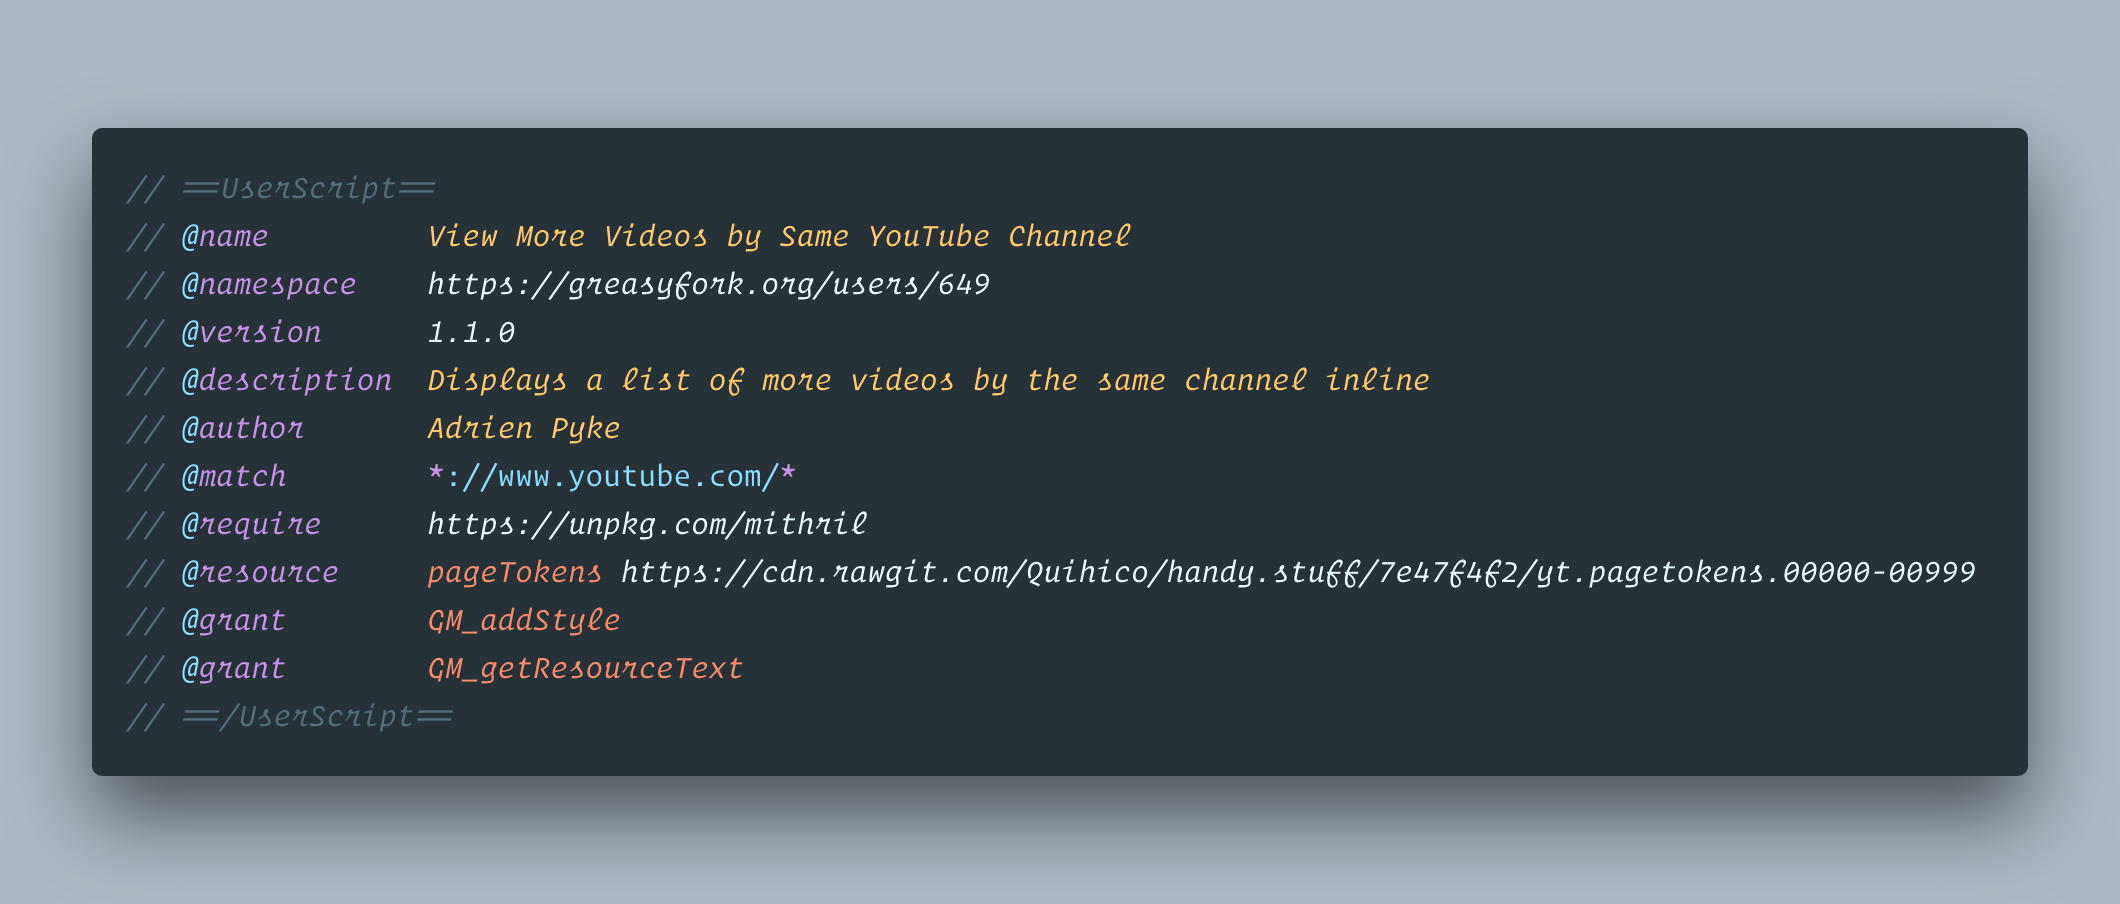 // ==UserScript==
// @name         View More Videos by Same YouTube Channel
// @namespace    https://greasyfork.org/users/649
// @version      1.1.0
// @description  Displays a list of more videos by the same channel inline
// @author       Adrien Pyke
// @match        *://www.youtube.com/*
// @require      https://unpkg.com/mithril
// @resource     pageTokens https://cdn.rawgit.com/Quihico/handy.stuff/7e47f4f2/yt.pagetokens.00000-00999
// @grant        GM_addStyle
// @grant        GM_getResourceText
// ==/UserScript==